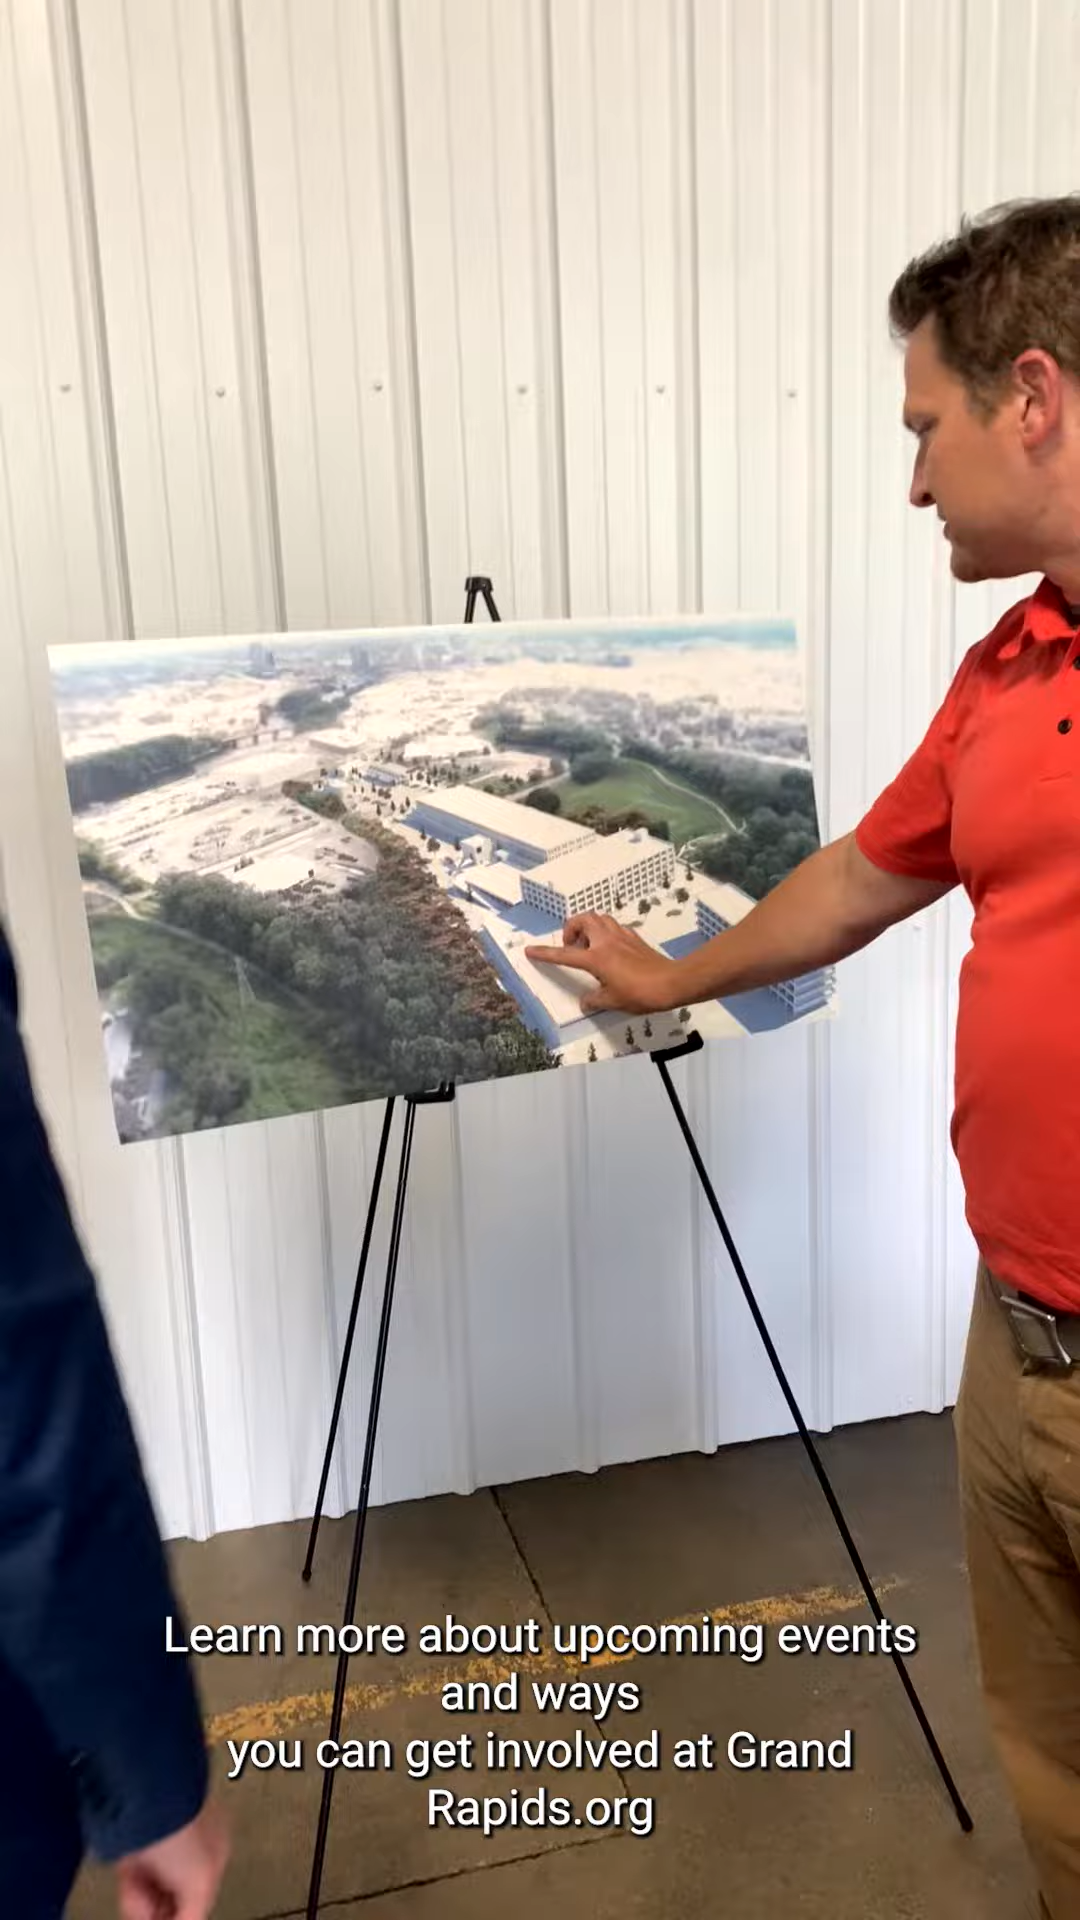 Learn more about upcoming events
and ways
you can get involved at Grand
Rapids.org